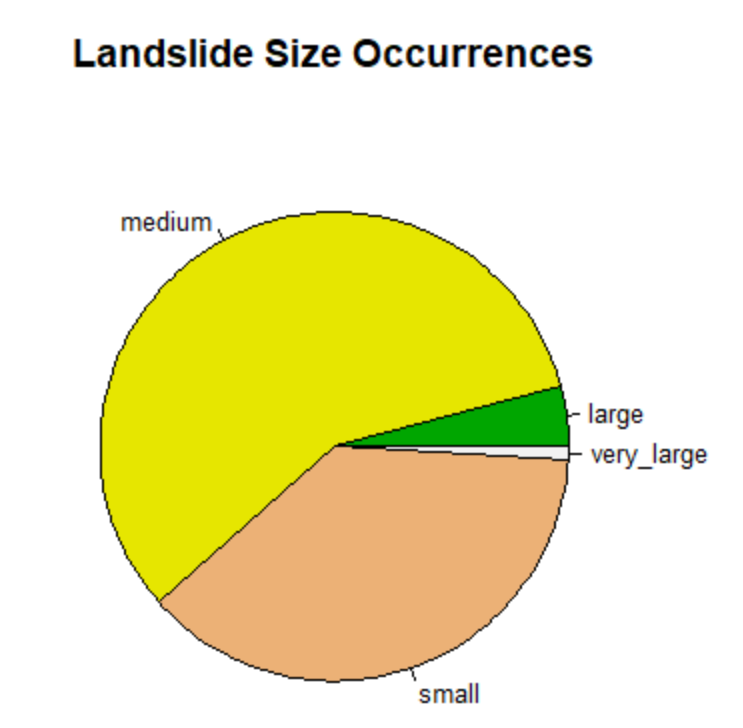 Landslide Size Occurrences
medium
large
very_large
small